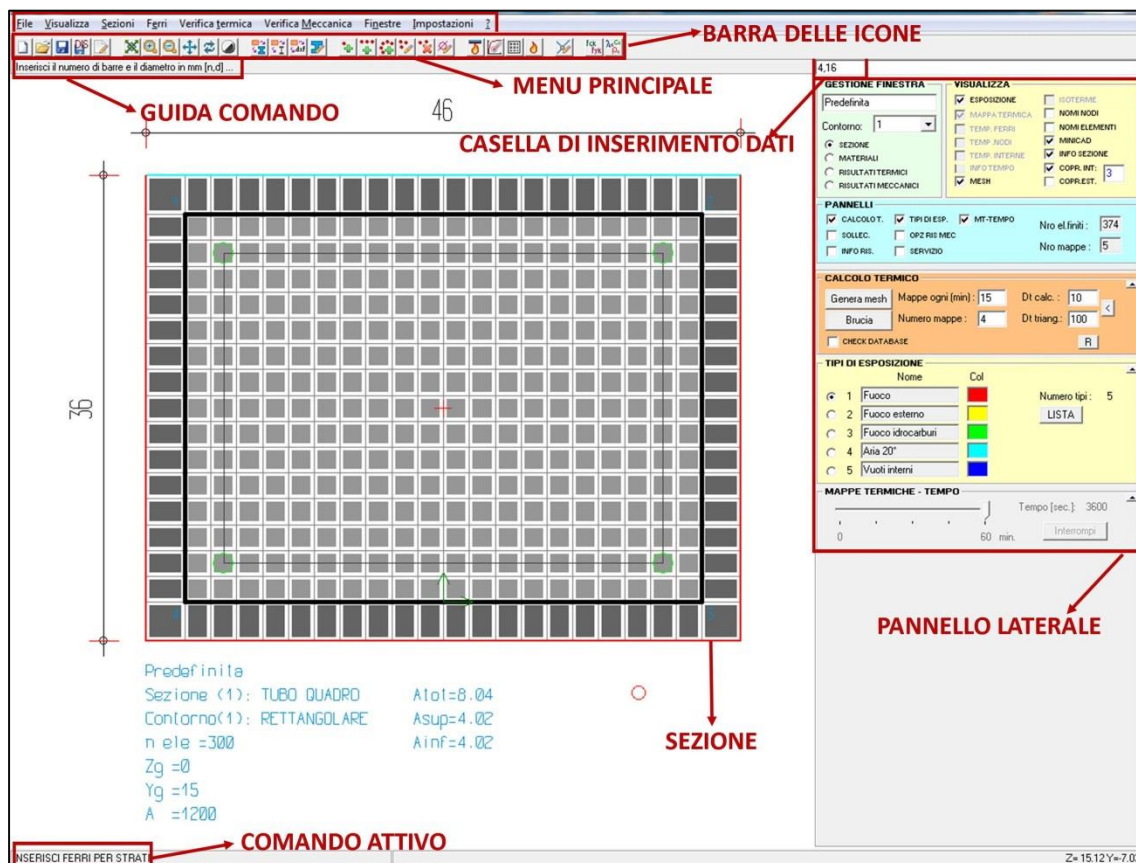 File Visualizza Sezioni Ferri Verifica termica Verifica Meccanica Finestre Impostazioni ?
BARRA DELLE ICONE
Inserisci il numero di barre e il diametro in mm [n,d] ...
4,16
MENU PRINCIPALE
GUIDA COMANDO
CASELLA DI INSERIMENTO DATI
46
36
GESTIONE FINESTRA
Predefinita
Contorno: 1
SEZIONE
MATERIALI
RISULTATI TERMICI
RISULTATI MECCANICI
VISUALIZZA
ESPOSIZIONE
MAPPA TERMICA
TEMP. FERRI
TEMP. NODI
TEMP. INTERNE
INFO TEMPO
MESH
ISOTERME
NOMI NODI
NOMI ELEMENTI
MINICAD
INFO SEZIONE
COPR. INT: 3
COPR.EST.
PANNELLI
CALCOLO T. TIPI DI ESP. MT-TEMPO
SOLLEC. OPZ RIS MEC
INFO RIS. SERVIZIO
Nro el.finiti : 374
Nro mappe : 5
CALCOLO TERMICO
Genera mesh Mappe ogni (min) : 15 Dt calc. : 10 <
Brucia Numero mappe : 4 Dt triang.: 100
CHECK DATABASE R
TIPI DI ESPOSIZIONE
Nome Col
1 Fuoco Numero tipi : 5
2 Fuoco esterno LISTA
3 Fuoco idrocarburi
4 Aria 20°
5 Vuoti interni
MAPPE TERMICHE - TEMPO
Tempo [sec.]: 3600
0 60 min. Interrompi
PANNELLO LATERALE
Predefinita
Sezione (1): TUBO QUADRO Atot=8.04
Contorno(1): RETTANGOLARE Asup=4.02
n ele =300 Ainf=4.02
Zg =0
Yg =15
A =1200
SEZIONE
COMANDO ATTIVO
NSERISCI FERRI PER STRATI
Z= 15.12 Y=-7.0